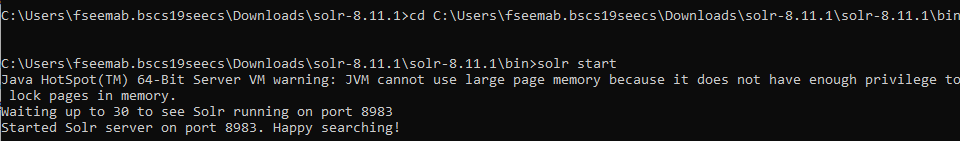 C:\Users\fseemab.bscs19seecs\Downloads\solr-8.11.1>cd C:\Users\fseemab.bscs19seecs\Downloads\solr-8.11.1\solr-8.11.1\bin
C:\Users\fseemab.bscs19seecs\Downloads\solr-8.11.1\solr-8.11.1\bin>solr start
Java HotSpot(TM) 64-Bit Server VM warning: JVM cannot use large page memory because it does not have enough privilege to
 lock pages in memory.
Waiting up to 30 to see Solr running on port 8983
Started Solr server on port 8983. Happy searching!